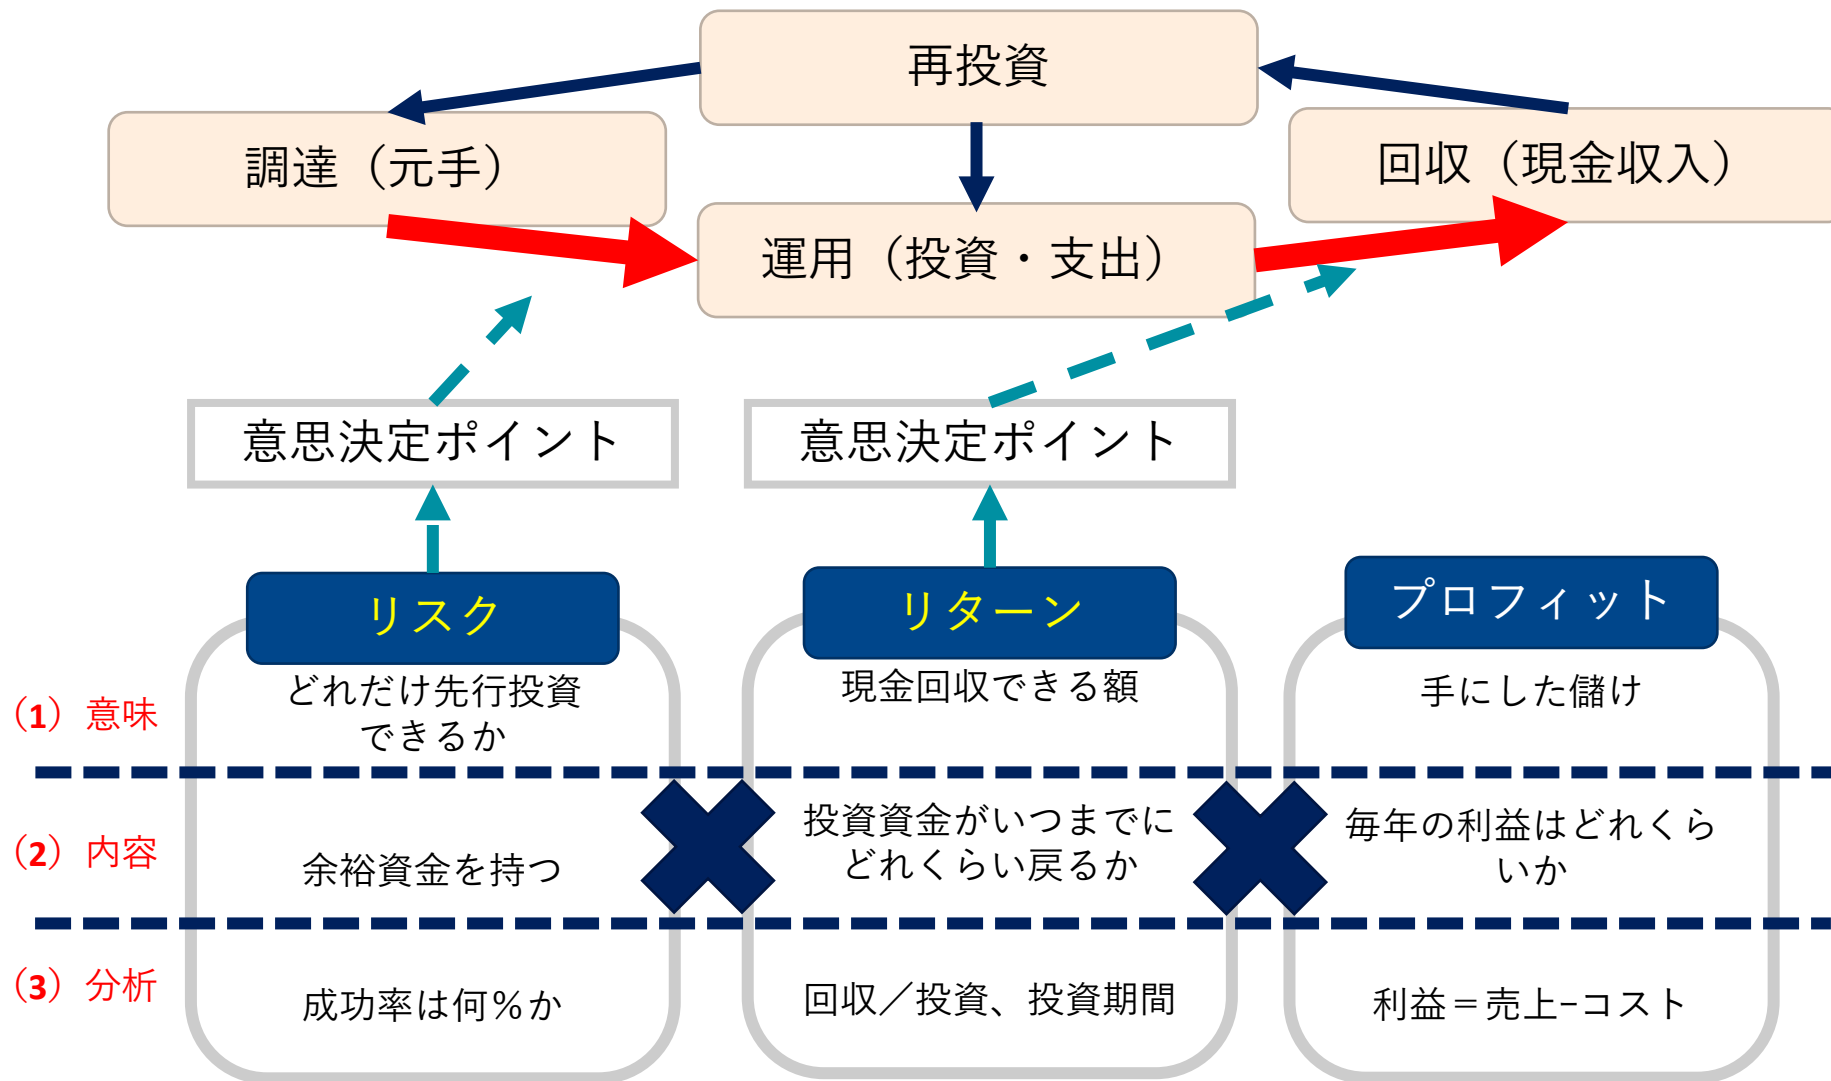 再投資
調達（元手）
回収（現金収入）
運用（投資・支出）
意思決定ポイント
意思決定ポイント
リスク
リターン
プロフィット
（1）意味
どれだけ先行投資
できるか
現金回収できる額
手にした儲け
（2）内容
余裕資金を持つ
投資資金がいつまでに
どれくらい戻るか
毎年の利益はどれくら
いか
（3）分析
成功率は何％か
回収／投資、投資期間
利益＝売上−コスト